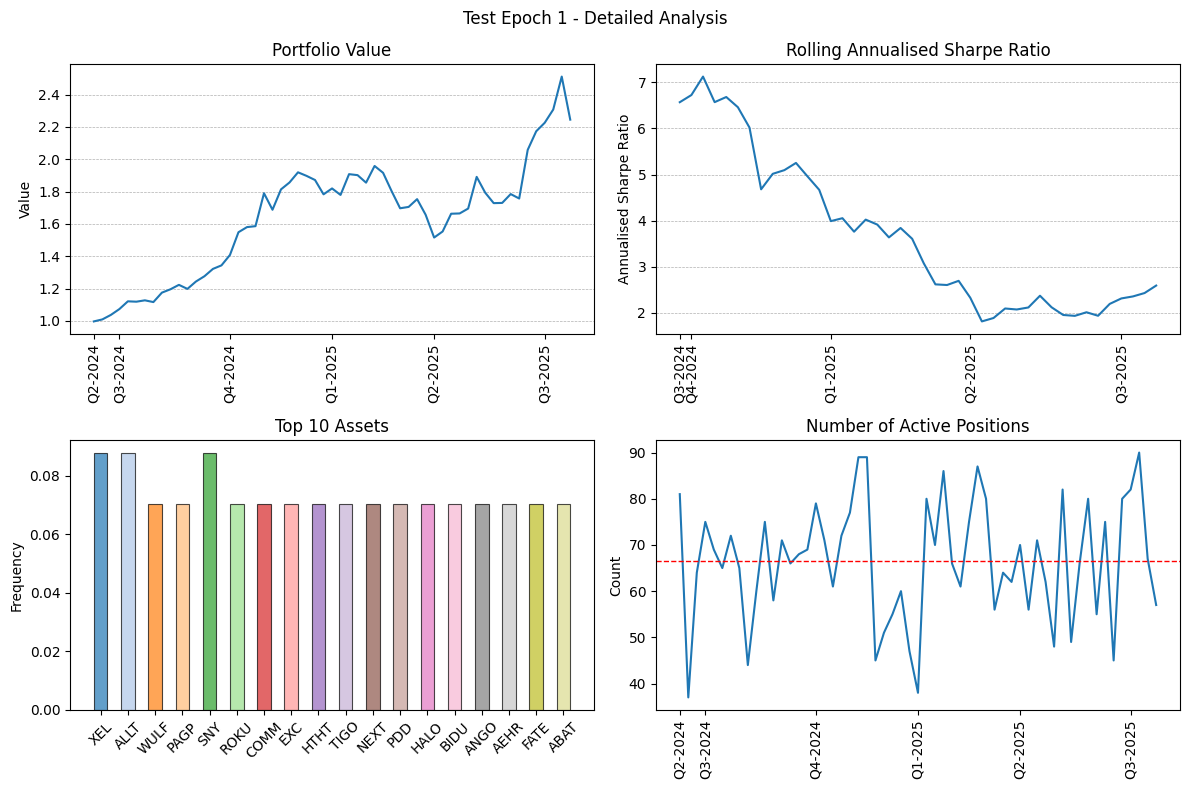 Test Epoch 1 - Detailed Analysis
Portfolio Value
Value
2.4
2.2
2.0
1.8
1.6
1.4
1.2
1.0
Q2-2024
Q3-2024
Q4-2024
Q1-2025
Q2-2025
Q3-2025
Rolling Annualised Sharpe Ratio
Annualised Sharpe Ratio
7
6
5
4
3
2
Q3-2024
Q4-2024
Q1-2025
Q2-2025
Q3-2025
Top 10 Assets
Frequency
0.08
0.06
0.04
0.02
0.00
XEL
ALLT
WULF
PAGP
SNY
ROKU
COMM
EXC
HTHT
TIGO
NEXT
PDD
HALO
BIDU
ANGO
AEHR
FATE
ABAT
Number of Active Positions
Count
90
80
70
60
50
40
Q2-2024
Q3-2024
Q4-2024
Q1-2025
Q2-2025
Q3-2025